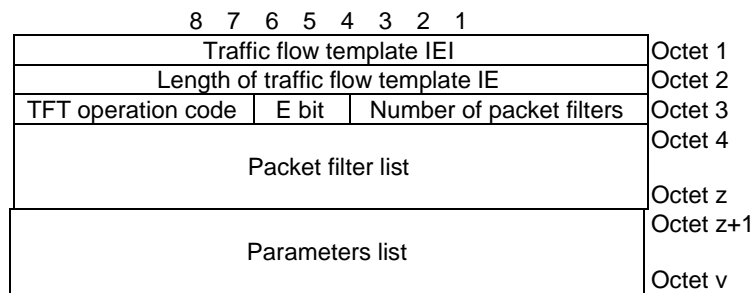 8 7 6 5 4 3 2 1
Traffic flow template IEI Octet 1
Length of traffic flow template IE Octet 2
TFT operation code E bit Number of packet filters Octet 3
Octet 4
Packet filter list
Octet z
Octet z+1
Parameters list
Octet v